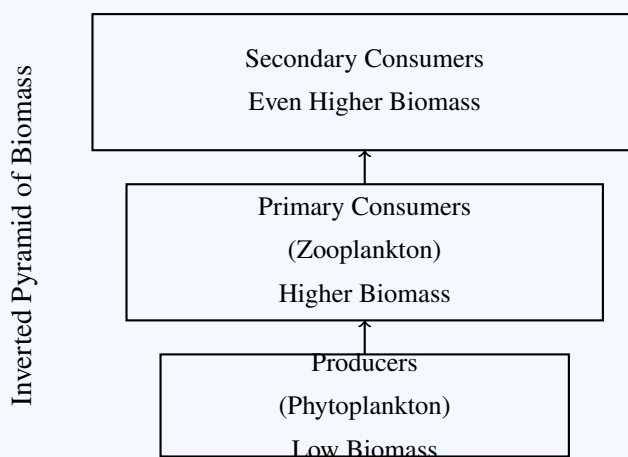 Inverted Pyramid of Biomass
Secondary Consumers
Even Higher Biomass
Primary Consumers
(Zooplankton)
Higher Biomass
Producers
(Phytoplankton)
Low Biomass